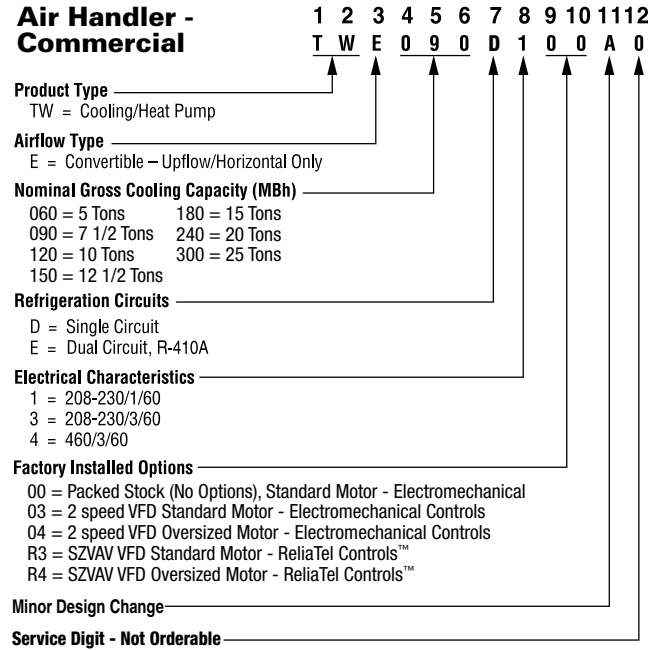 Air Handler -
Commercial
1 2 3 4 5 6 7 8 9 10 11 12
T W E 0 9 0 D 1 0 0 A 0
Product Type
TW = Cooling/Heat Pump
Airflow Type
E = Convertible – Upflow/Horizontal Only
Nominal Gross Cooling Capacity (MBh)
060 = 5 Tons 180 = 15 Tons
090 = 7 1/2 Tons 240 = 20 Tons
120 = 10 Tons 300 = 25 Tons
150 = 12 1/2 Tons
Refrigeration Circuits
D = Single Circuit
E = Dual Circuit, R-410A
Electrical Characteristics
1 = 208-230/1/60
3 = 208-230/3/60
4 = 460/3/60
Factory Installed Options
00 = Packed Stock (No Options), Standard Motor - Electromechanical
03 = 2 speed VFD Standard Motor - Electromechanical Controls
04 = 2 speed VFD Oversized Motor - Electromechanical Controls
R3 = SZVAV VFD Standard Motor - ReliaTel Controls™
R4 = SZVAV VFD Oversized Motor - ReliaTel Controls™
Minor Design Change
Service Digit - Not Orderable